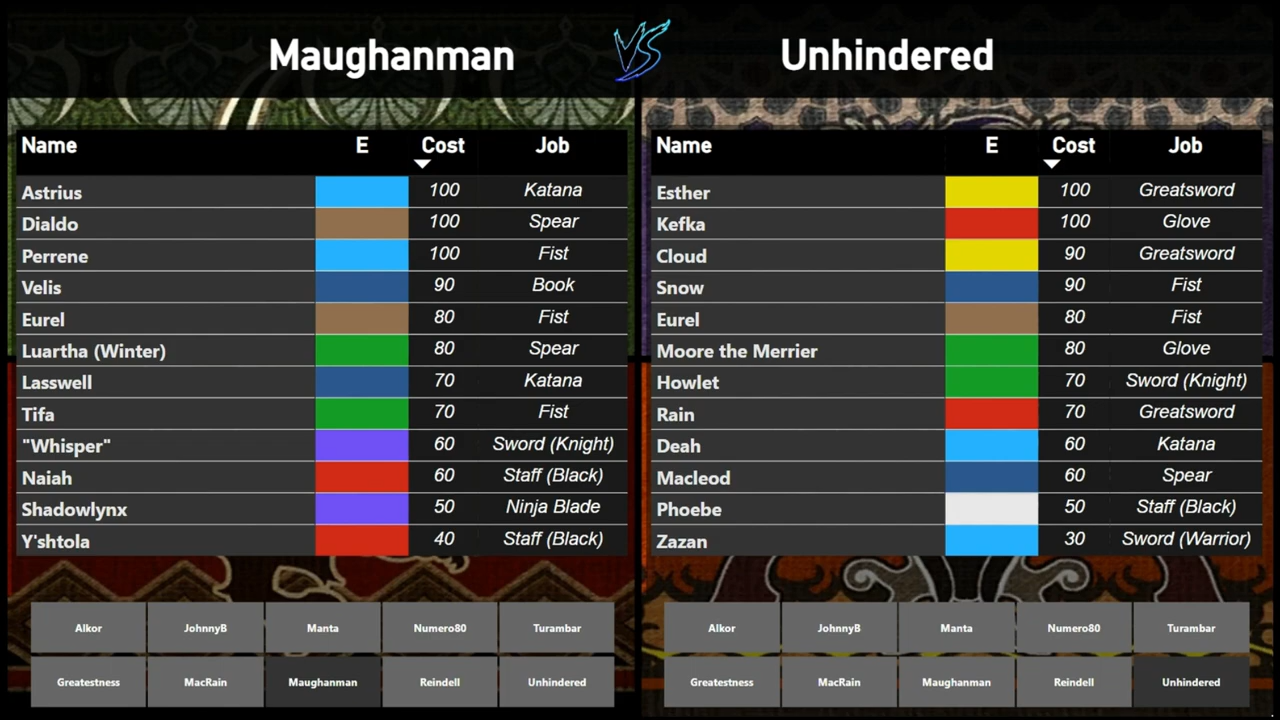 Maughanman VS Unhindered
Name E Cost Job
Astrius 100 Katana
Dialdo 100 Spear
Perrene 100 Fist
Velis 90 Book
Eurel 80 Fist
Luartha (Winter) 80 Spear
Lasswell 70 Katana
Tifa 70 Fist
"Whisper" 60 Sword (Knight)
Naiah 60 Staff (Black)
Shadowlynx 50 Ninja Blade
Y'shtola 40 Staff (Black)
Alkor JohnnyB Manta Numero80 Turambar
Greatestness MacRain Maughanman Reindell Unhindered
Name E Cost Job
Esther 100 Greatsword
Kefka 100 Glove
Cloud 90 Greatsword
Snow 90 Fist
Eurel 80 Fist
Moore the Merrier 80 Glove
Howlet 70 Sword (Knight)
Rain 70 Greatsword
Deah 60 Katana
Macleod 60 Spear
Phoebe 50 Staff (Black)
Zazan 30 Sword (Warrior)
Alkor JohnnyB Manta Numero80 Turambar
Greatestness MacRain Maughanman Reindell Unhindered